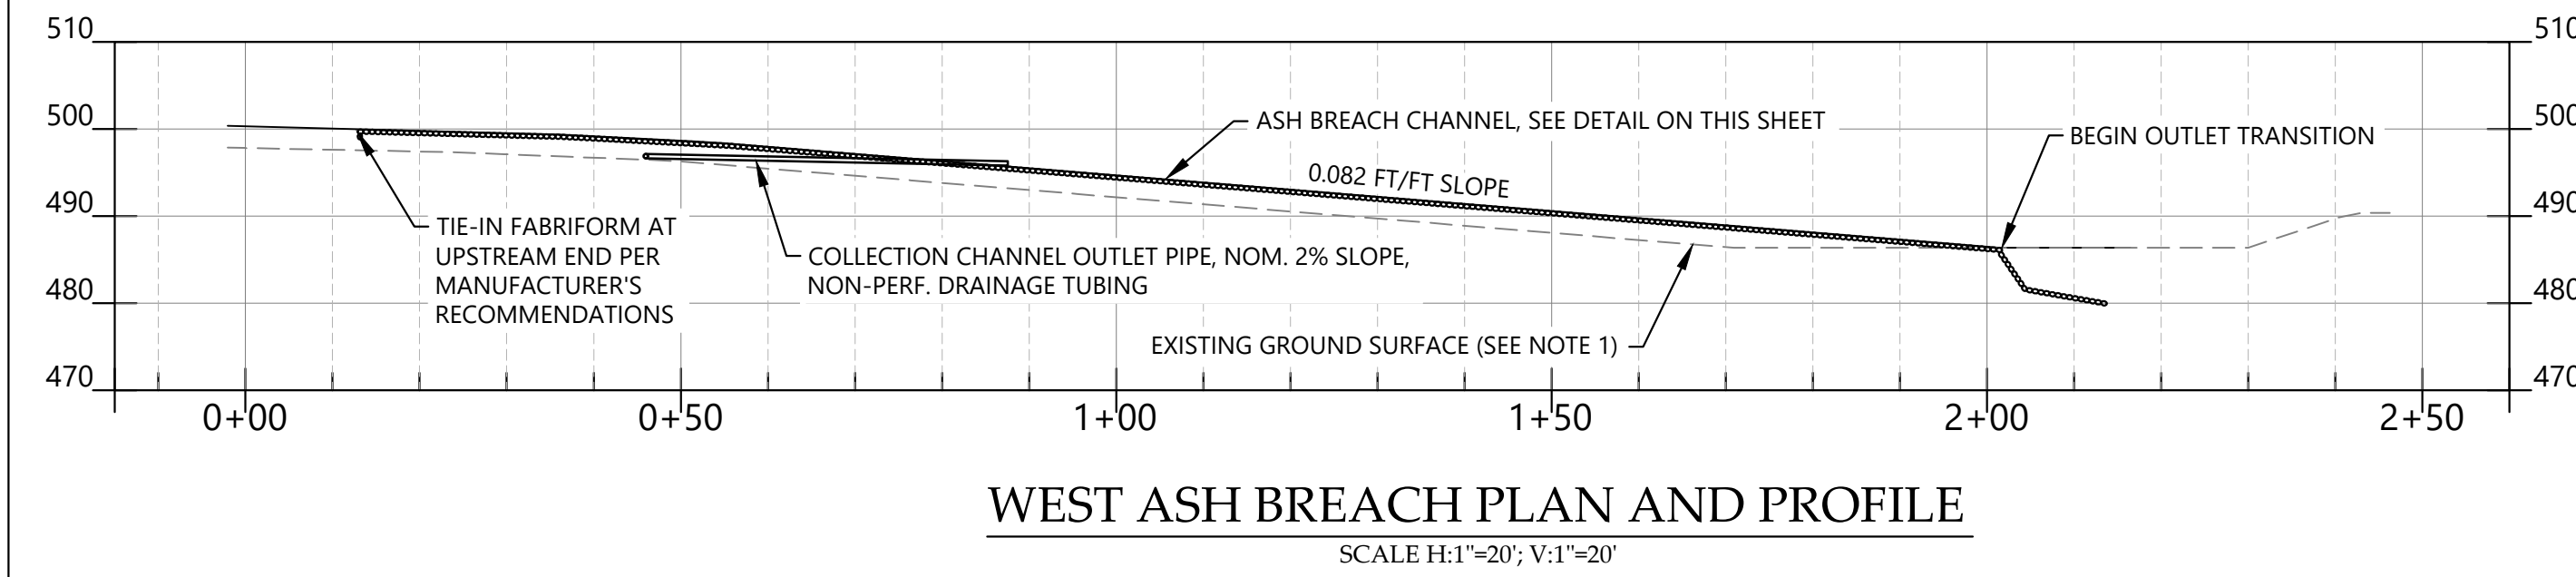 510
510
500
500
490
490
480
480
470
470
ASH BREACH CHANNEL, SEE DETAIL ON THIS SHEET
BEGIN OUTLET TRANSITION
0.082 FT/FT SLOPE
TIE-IN FABRIFORM AT
UPSTREAM END PER
MANUFACTURER'S
RECOMMENDATIONS
COLLECTION CHANNEL OUTLET PIPE, NOM. 2% SLOPE,
NON-PERF. DRAINAGE TUBING
EXISTING GROUND SURFACE (SEE NOTE 1)
0+00 0+50 1+00 1+50 2+00 2+50
WEST ASH BREACH PLAN AND PROFILE
SCALE H:1"=20'; V:1"=20'